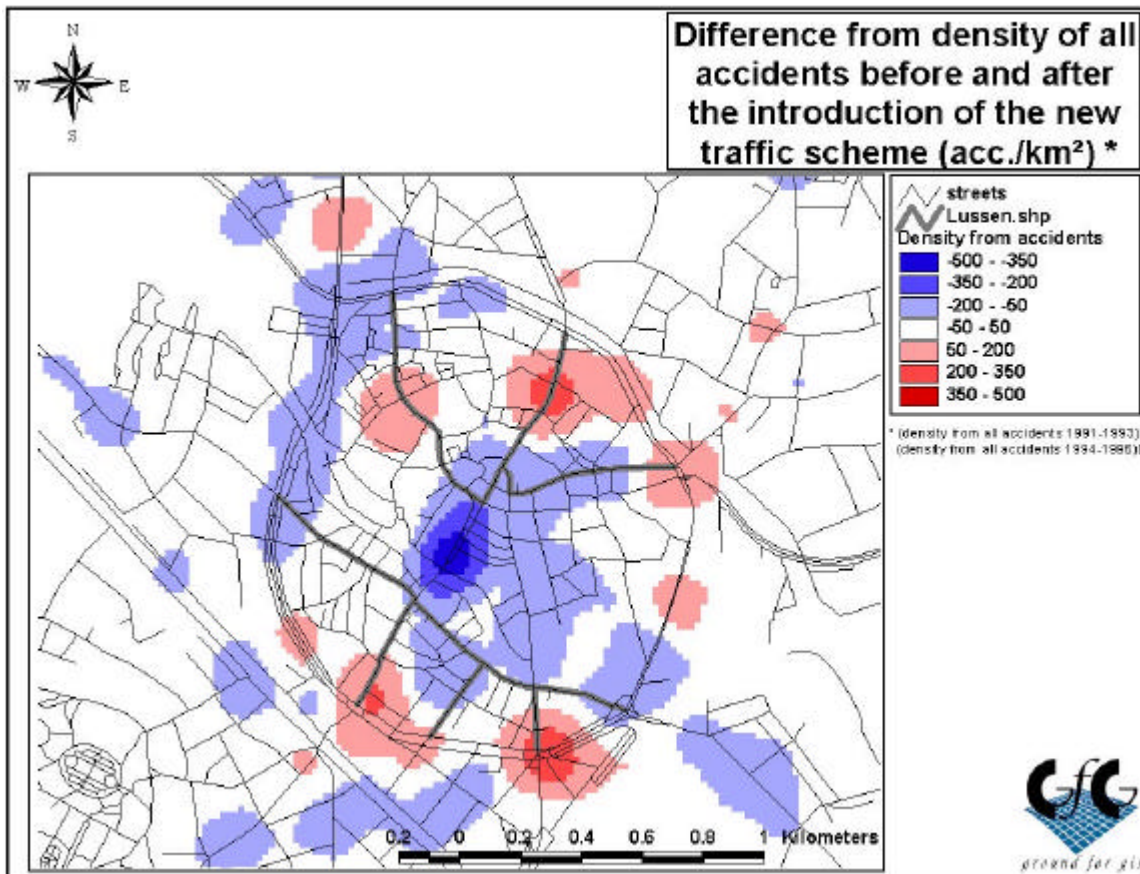 N
W E
S
Difference from density of all
accidents before and after
the introduction of the new
traffic scheme (acc./km²) *
streets
Lussen.shp
Density from accidents
-500 - -350
-350 - -200
-200 - -50
-50 - 50
50 - 200
200 - 350
350 - 500
* (density from all accidents 1991-1993)
(density from all accidents 1994-1996))
0.2 0 0.2 0.4 0.6 0.8 1 Kilometers
GfG
ground for gis